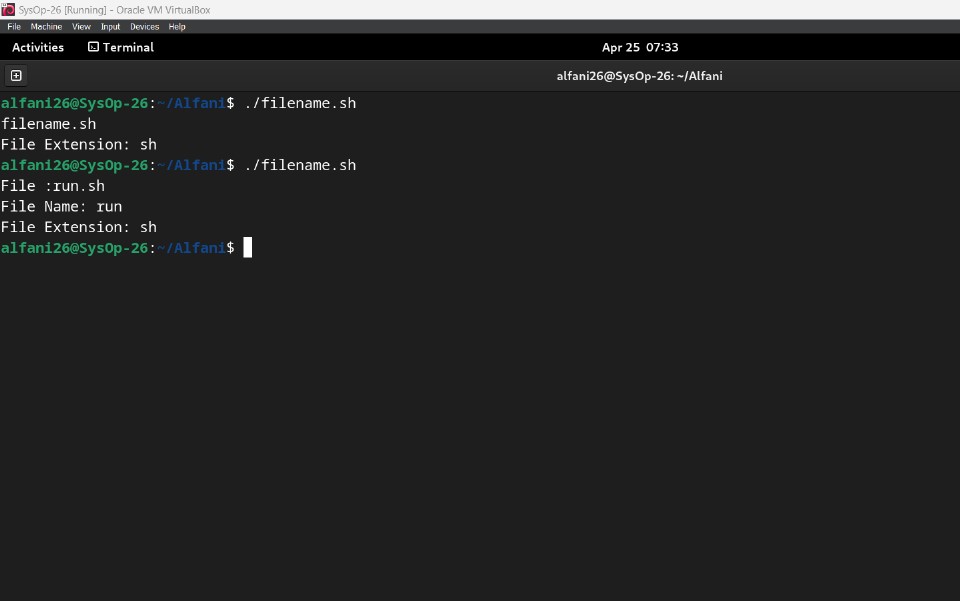 SysOp-26 [Running] - Oracle VM VirtualBox
File Machine View Input Devices Help
Activities Terminal Apr 25 07:33
alfani26@SysOp-26: ~/Alfani
alfani26@SysOp-26:~/Alfani$ ./filename.sh
filename.sh
File Extension: sh
alfani26@SysOp-26:~/Alfani$ ./filename.sh
File :run.sh
File Name: run
File Extension: sh
alfani26@SysOp-26:~/Alfani$